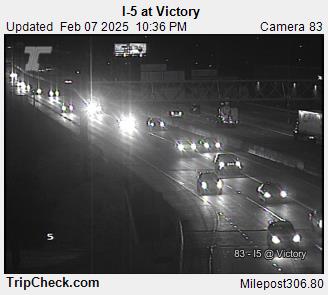 I-5 at Victory
Updated Feb 07 2025 10:36 PM Camera 83
S
83 - I5 @ Victory
TripCheck.com Milepost306.80